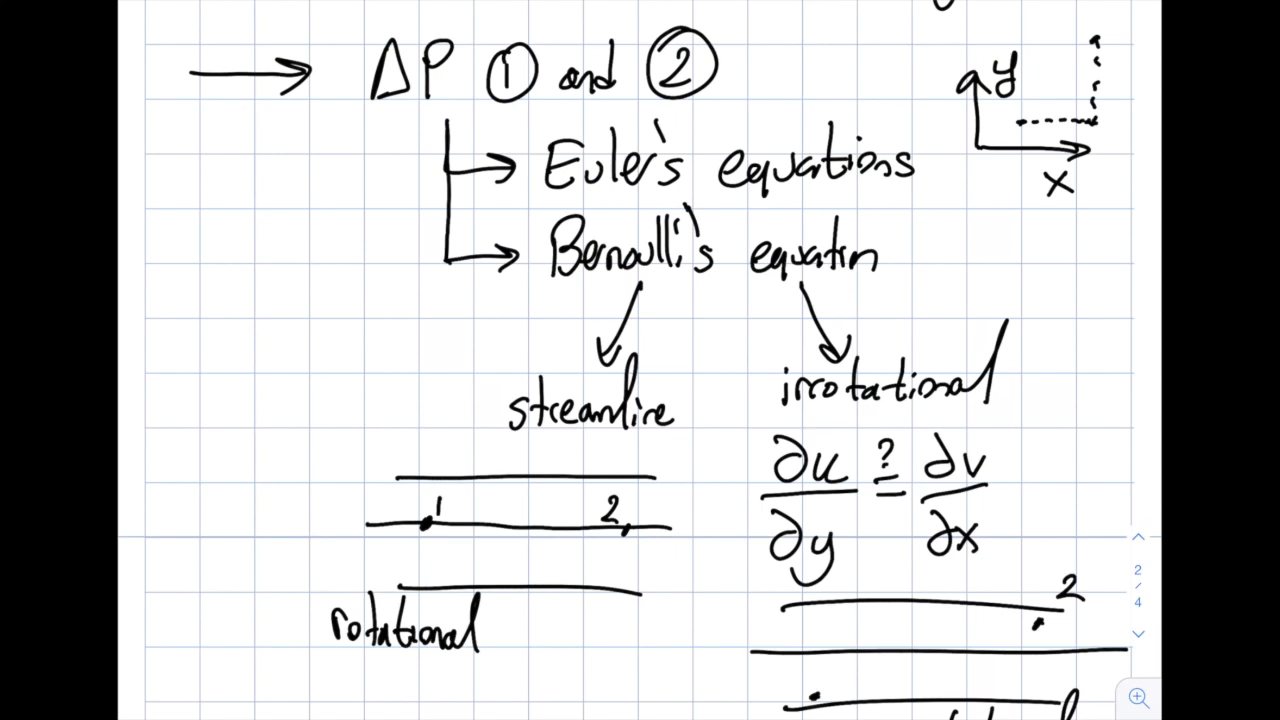 → ΔP ① and ②
y
x
→ Euler's equations
→ Bernoulli's equation
streamline
irrotational
∂u/∂y ?= ∂v/∂x
1 2
rotational
2
2
/
4